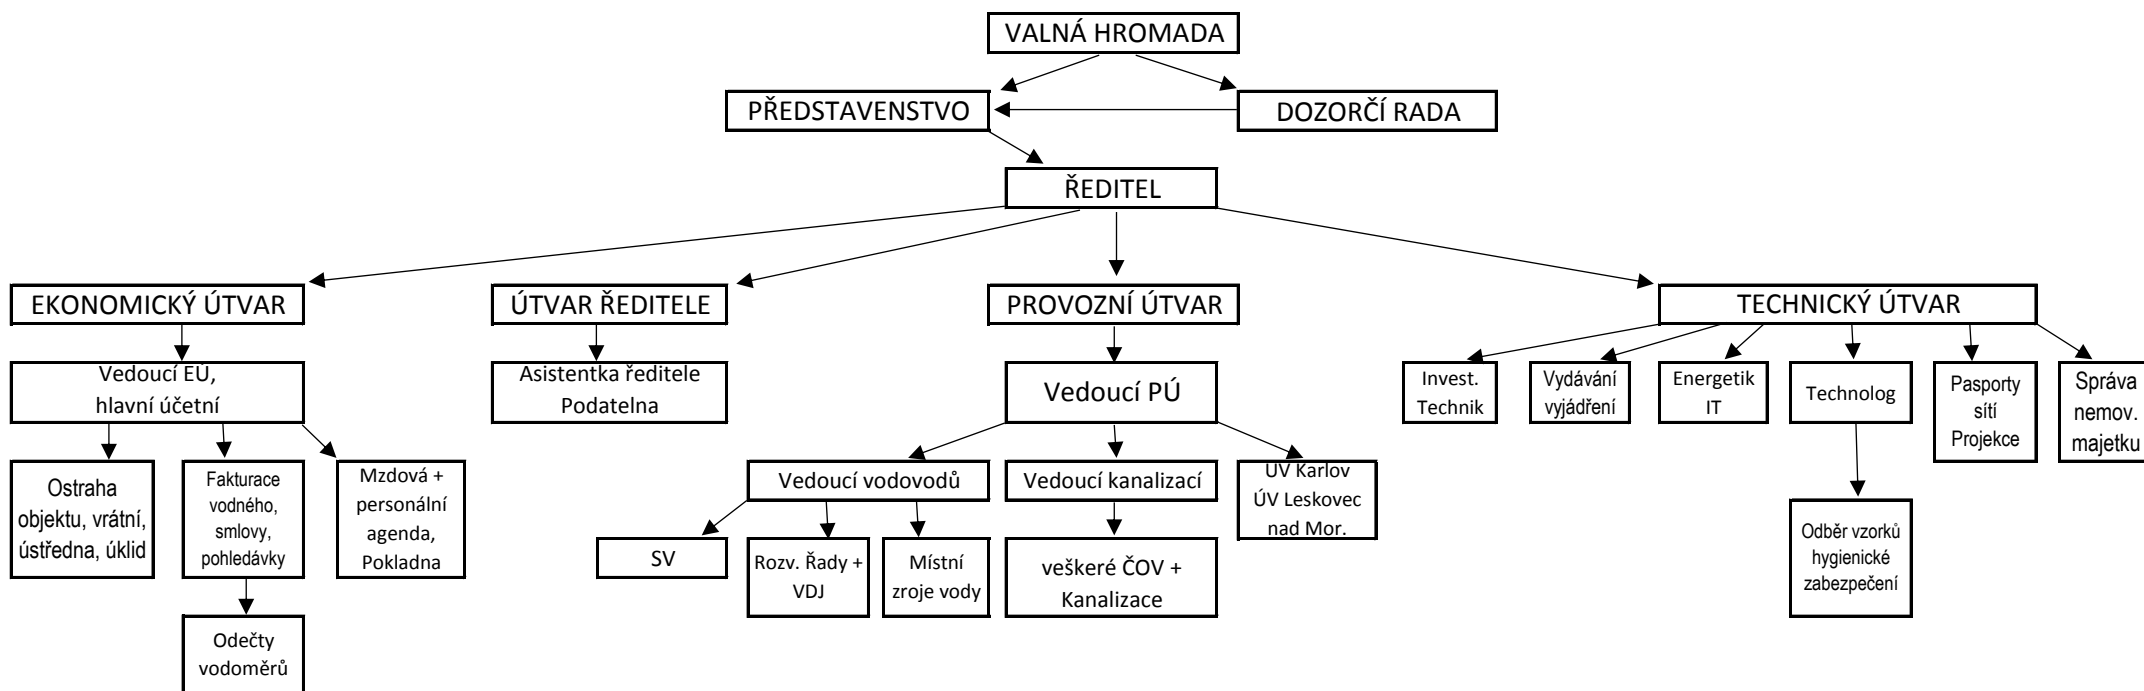 VALNÁ HROMADA
PŘEDSTAVENSTVO
DOZORČÍ RADA
ŘEDITEL
EKONOMICKÝ ÚTVAR
ÚTVAR ŘEDITELE
PROVOZNÍ ÚTVAR
TECHNICKÝ ÚTVAR
Vedoucí EÚ,
hlavní účetní
Asistentka ředitele
Podatelna
Vedoucí PÚ
Invest.
Technik
Vydávání
vyjádření
Energetik
IT
Technolog
Pasporty
sítí
Projekce
Správa
nemov.
majetku
Ostraha
objektu, vrátní,
ústředna, úklid
Fakturace
vodného,
smlovy,
pohledávky
Mzdová +
personální
agenda,
Pokladna
Vedoucí vodovodů
Vedoucí kanalizací
ÚV Karlov
ÚV Leskovec
nad Mor.
SV
Rozv. Řady +
VDJ
Místní
zroje vody
veškeré ČOV +
Kanalizace
Odběr vzorků
hygienické
zabezpečení
Odečty
vodoměrů